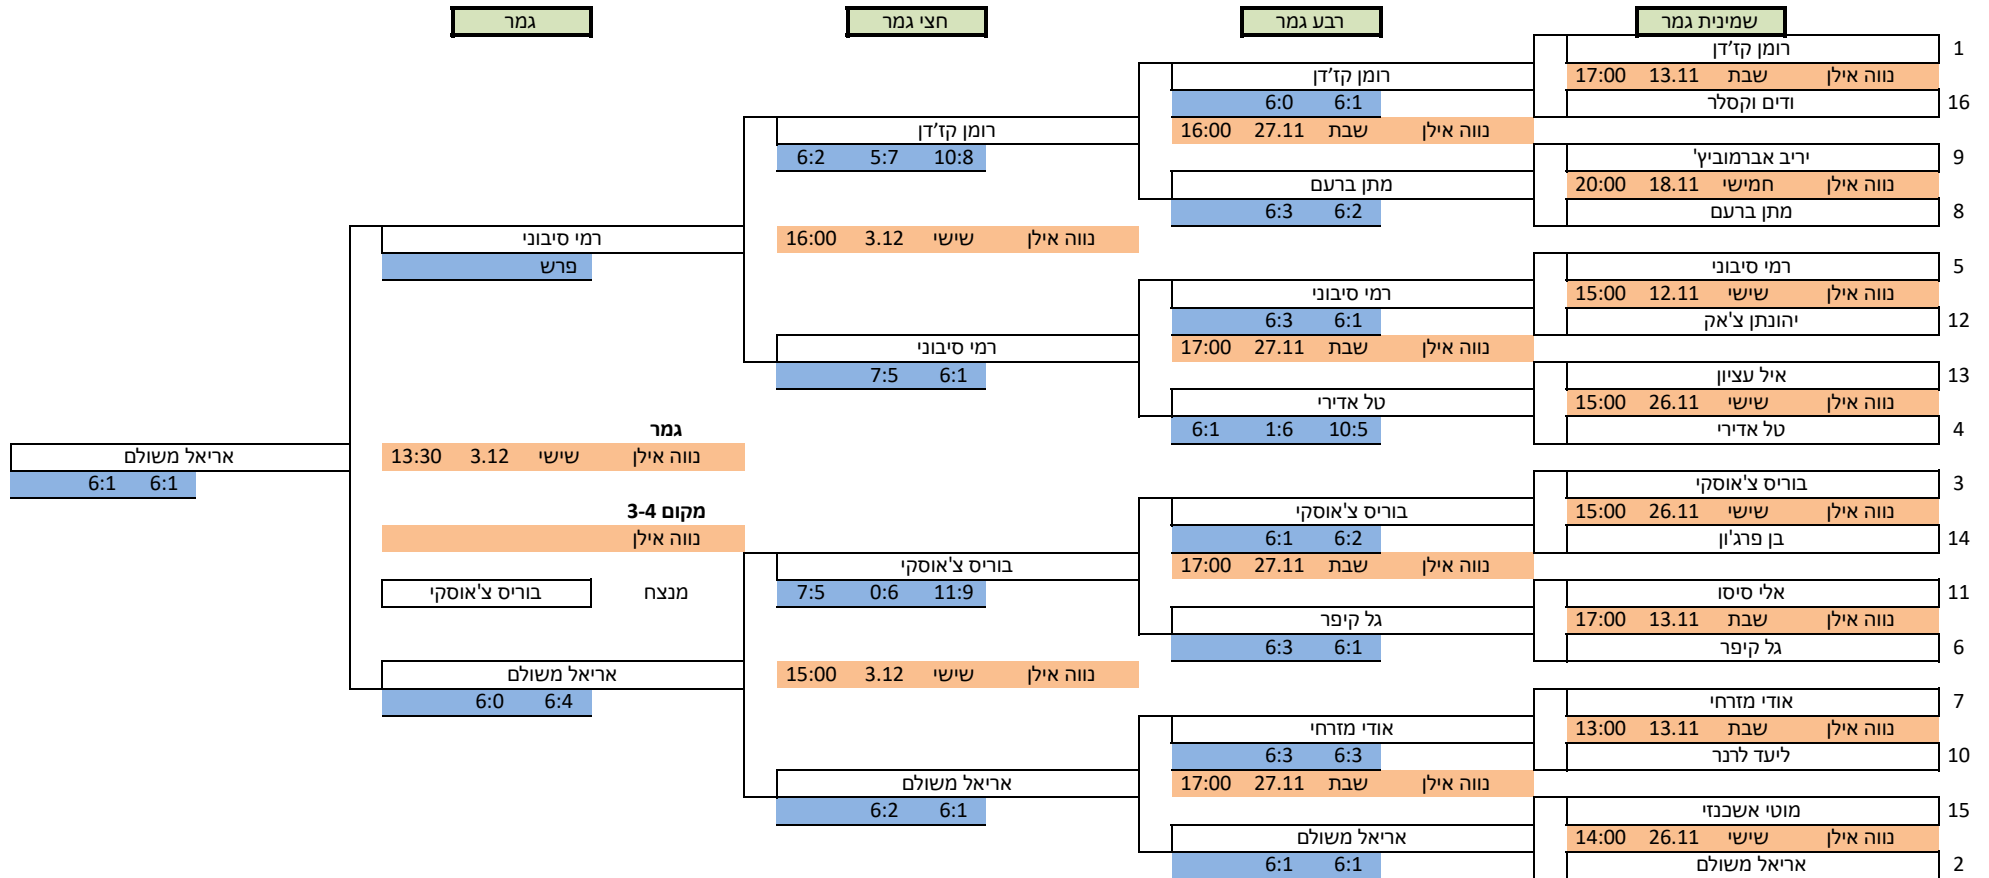 שמינית גמר רבע גמר חצי גמר גמר
1 רומן קז'דן
נווה אילן שבת 13.11 17:00 רומן קז'דן
16 ודים וקסלר 6:1 6:0
נווה אילן שבת 27.11 16:00 רומן קז'דן
9 יריב אברמוביץ' 10:8 5:7 6:2
נווה אילן חמישי 18.11 20:00 מתן ברעם
8 מתן ברעם 6:2 6:3
נווה אילן שישי 3.12 16:00 רמי סיבוני
5 רמי סיבוני פרש
נווה אילן שישי 12.11 15:00 רמי סיבוני
12 יהונתן צ'אק 6:1 6:3
נווה אילן שבת 27.11 17:00 רמי סיבוני
13 איל עציון 6:1 7:5
נווה אילן שישי 26.11 15:00 טל אדירי
4 טל אדירי 10:5 1:6 6:1 גמר
נווה אילן שישי 3.12 13:30 אריאל משולם
3 בוריס צ'אוסקי 6:1 6:1
נווה אילן שישי 26.11 15:00 בוריס צ'אוסקי מקום 3-4
14 בן פרג'ון 6:2 6:1 נווה אילן
נווה אילן שבת 27.11 17:00 בוריס צ'אוסקי
11 אלי סיסו 11:9 0:6 7:5 מנצח בוריס צ'אוסקי
נווה אילן שבת 13.11 17:00 גל קיפר
6 גל קיפר 6:1 6:3
נווה אילן שישי 3.12 15:00 אריאל משולם
7 אודי מזרחי 6:4 6:0
נווה אילן שבת 13.11 13:00 אודי מזרחי
10 ליעד לרנר 6:3 6:3
נווה אילן שבת 27.11 17:00 אריאל משולם
15 מוטי אשכנזי 6:1 6:2
נווה אילן שישי 26.11 14:00 אריאל משולם
2 אריאל משולם 6:1 6:1